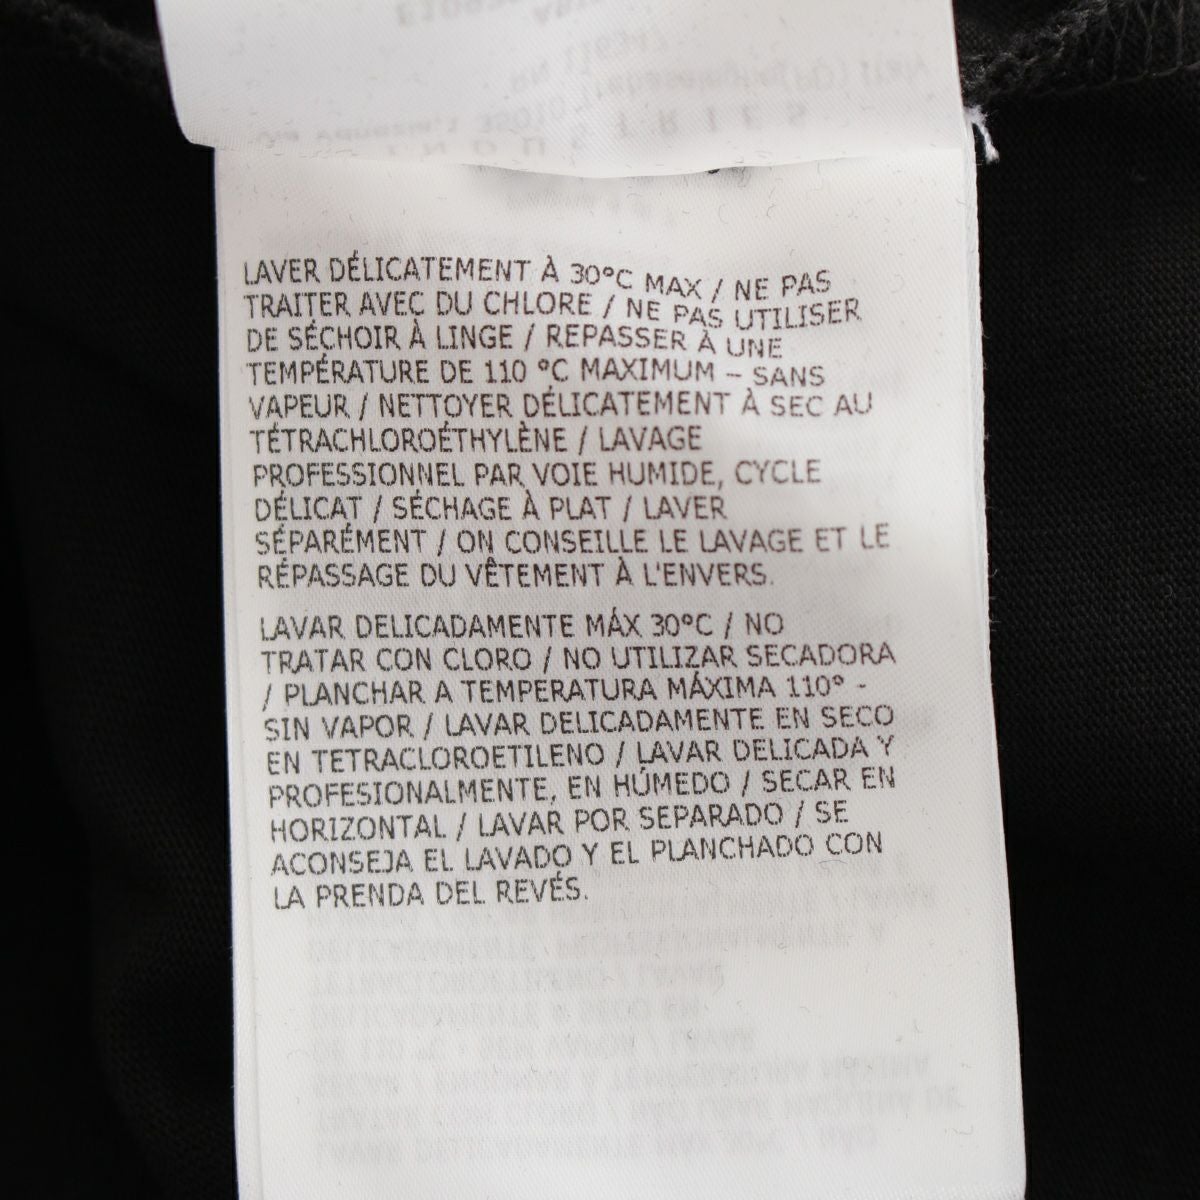 LAVER DÉLICATEMENT À 30°C MAX / NE PAS
TRAITER AVEC DU CHLORE / NE PAS UTILISER
DE SÉCHOIR À LINGE / REPASSER À UNE
TEMPÉRATURE DE 110 °C MAXIMUM – SANS
VAPEUR / NETTOYER DÉLICATEMENT À SEC AU
TÉTRACHLOROÉTHYLÈNE / LAVAGE
PROFESSIONNEL PAR VOIE HUMIDE, CYCLE
DÉLICAT / SÉCHAGE À PLAT / LAVER
SÉPARÉMENT / ON CONSEILLE LE LAVAGE ET LE
RÉPASSAGE DU VÊTEMENT À L'ENVERS.
LAVAR DELICADAMENTE MÁX 30°C / NO
TRATAR CON CLORO / NO UTILIZAR SECADORA
/ PLANCHAR A TEMPERATURA MÁXIMA 110° -
SIN VAPOR / LAVAR DELICADAMENTE EN SECO
EN TETRACLOROETILENO / LAVAR DELICADA Y
PROFESIONALMENTE, EN HÚMEDO / SECAR EN
HORIZONTAL / LAVAR POR SEPARADO / SE
ACONSEJA EL LAVADO Y EL PLANCHADO CON
LA PRENDA DEL REVÉS.